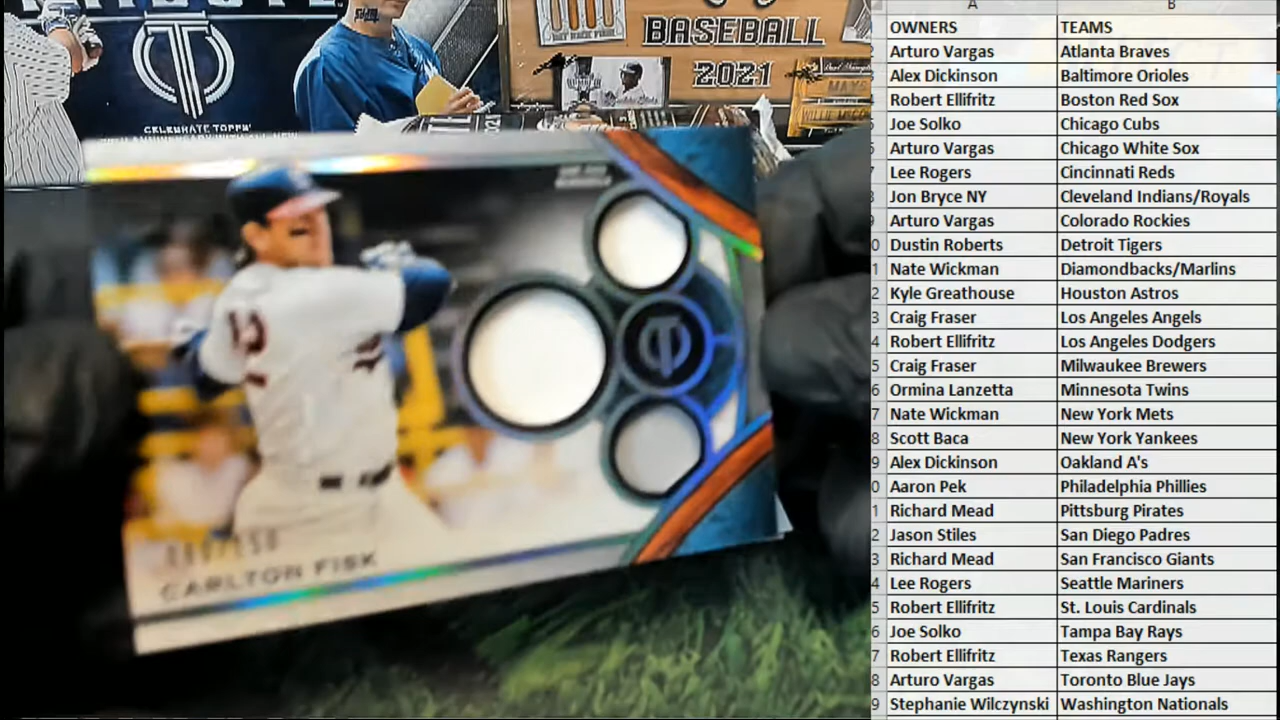 BASEBALL
2021
CELEBRATE TOPPS'
MAYS
CARLTON FISK
A B
OWNERS TEAMS
Arturo Vargas Atlanta Braves
Alex Dickinson Baltimore Orioles
Robert Ellifritz Boston Red Sox
Joe Solko Chicago Cubs
Arturo Vargas Chicago White Sox
Lee Rogers Cincinnati Reds
Jon Bryce NY Cleveland Indians/Royals
Arturo Vargas Colorado Rockies
Dustin Roberts Detroit Tigers
Nate Wickman Diamondbacks/Marlins
Kyle Greathouse Houston Astros
Craig Fraser Los Angeles Angels
Robert Ellifritz Los Angeles Dodgers
Craig Fraser Milwaukee Brewers
Ormina Lanzetta Minnesota Twins
Nate Wickman New York Mets
Scott Baca New York Yankees
Alex Dickinson Oakland A's
Aaron Pek Philadelphia Phillies
Richard Mead Pittsburg Pirates
Jason Stiles San Diego Padres
Richard Mead San Francisco Giants
Lee Rogers Seattle Mariners
Robert Ellifritz St. Louis Cardinals
Joe Solko Tampa Bay Rays
Robert Ellifritz Texas Rangers
Arturo Vargas Toronto Blue Jays
Stephanie Wilczynski Washington Nationals